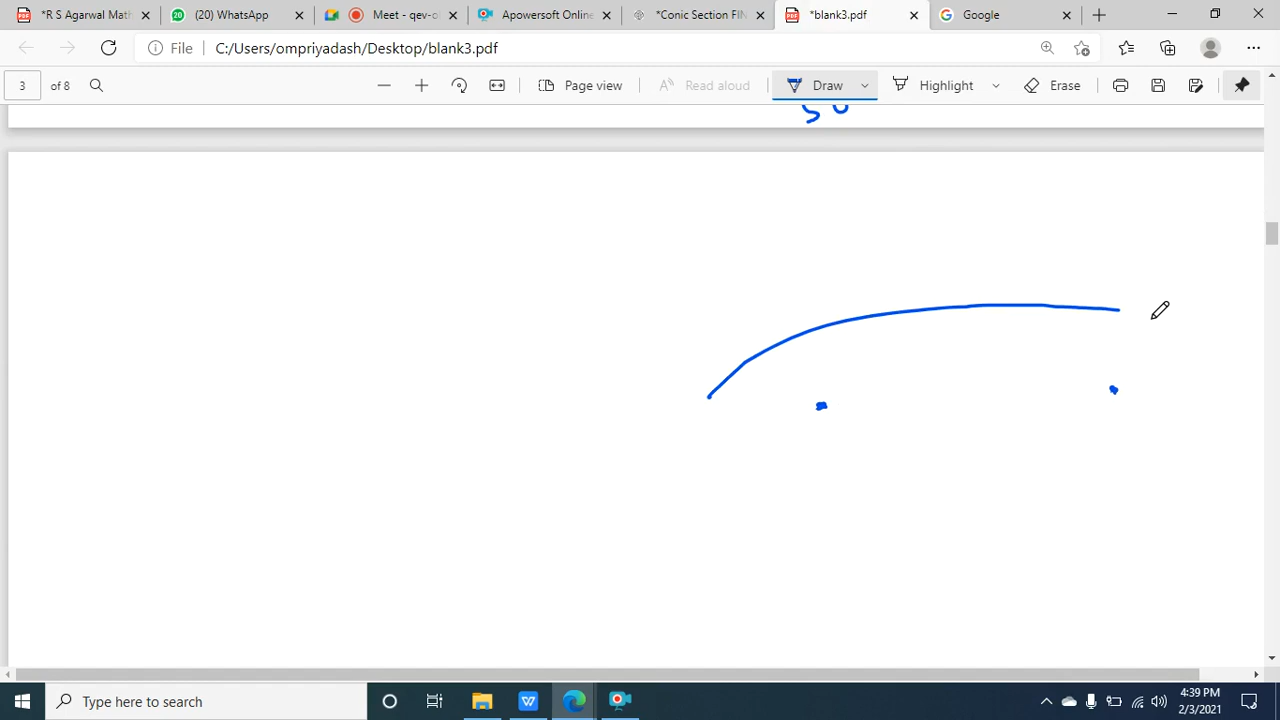 *R S Agarwal Math
(20) WhatsApp
Meet - qev-o
Apowersoft Online
*Conic Section FIN
*blank3.pdf
Google
File
C:/Users/ompriyadash/Desktop/blank3.pdf
3 of 8
Page view
Read aloud
Draw
Highlight
Erase
Type here to search
4:39 PM
2/3/2021